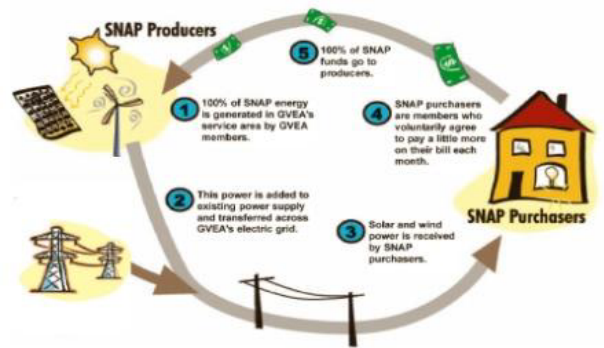 SNAP Producers
5 100% of SNAP
funds go to
producers.
1 100% of SNAP energy
is generated in GVEA's
service area by GVEA
members.
4 SNAP purchasers
are members who
voluntarily agree
to pay a little more
on their bill each
month.
2 This power is added to
existing power supply
and transferred across
GVEA's electric grid.
3 Solar and wind
power is received
by SNAP
purchasers.
SNAP Purchasers